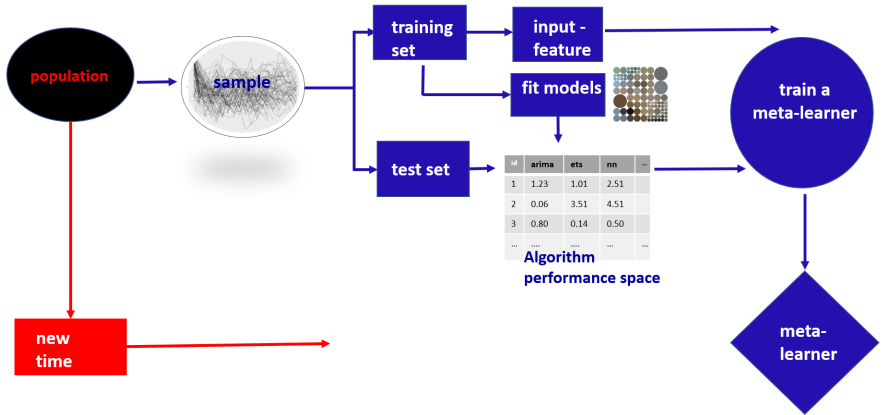 population
sample
training
set
input -
feature
fit models
train a
meta-learner
test set
id arima ets nn ...
1 1.23 1.01 2.51
2 0.06 3.51 4.51
3 0.80 0.14 0.50
... .... .... ... ...
Algorithm
performance space
new
time
meta-
learner